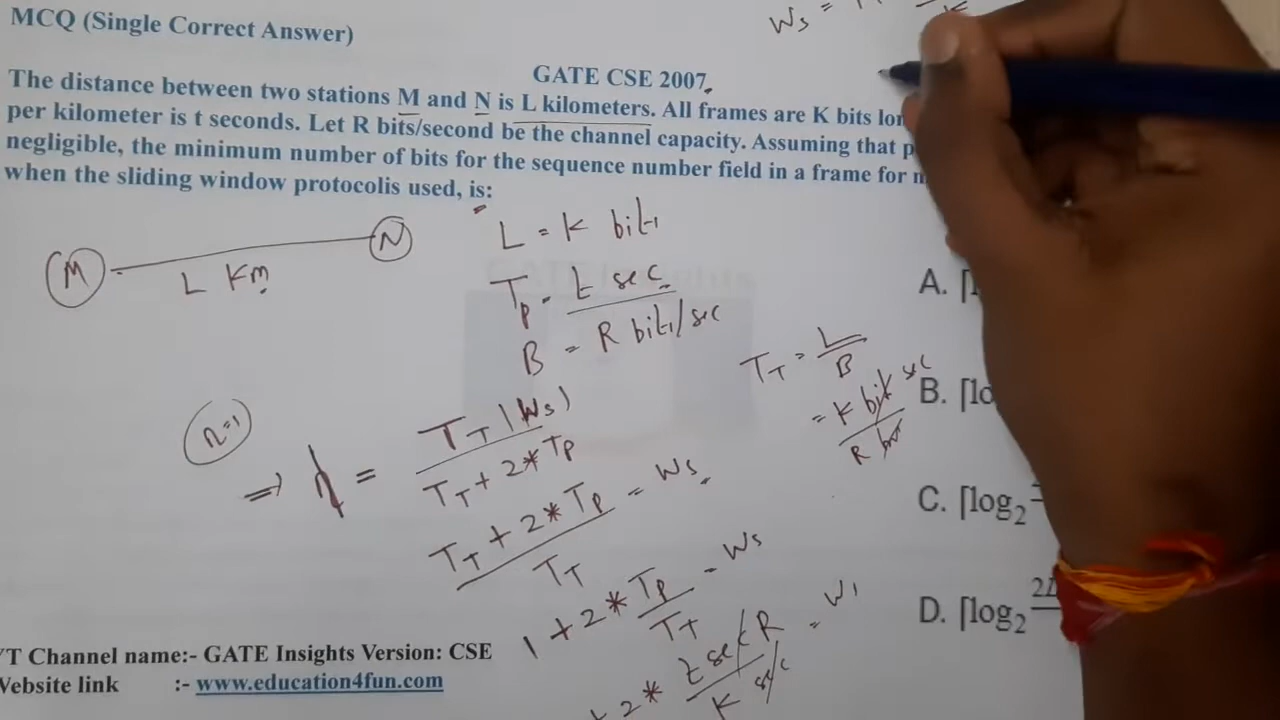 MCQ (Single Correct Answer)
Ws =
GATE CSE 2007
The distance between two stations M and N is L kilometers. All frames are K bits
per kilometer is t seconds. Let R bits/second be the channel capacity. Assuming that
negligible, the minimum number of bits for the sequence number field in a frame for
when the sliding window protocolis used, is:
M
N
L Km
L = K bits
Tp = t sec
B = R bits/sec
TT = L/B
= K bit sec
R bit
n=1
=> η = TT (Ws)
TT + 2* Tp
TT + 2* Tp = Ws
TT
1 + 2 * Tp = Ws
TT
2 * t sec R
K sec
A.
B.
C. ⌈log2
D. ⌈log2
YT Channel name:- GATE Insights Version: CSE
Website link :- www.education4fun.com